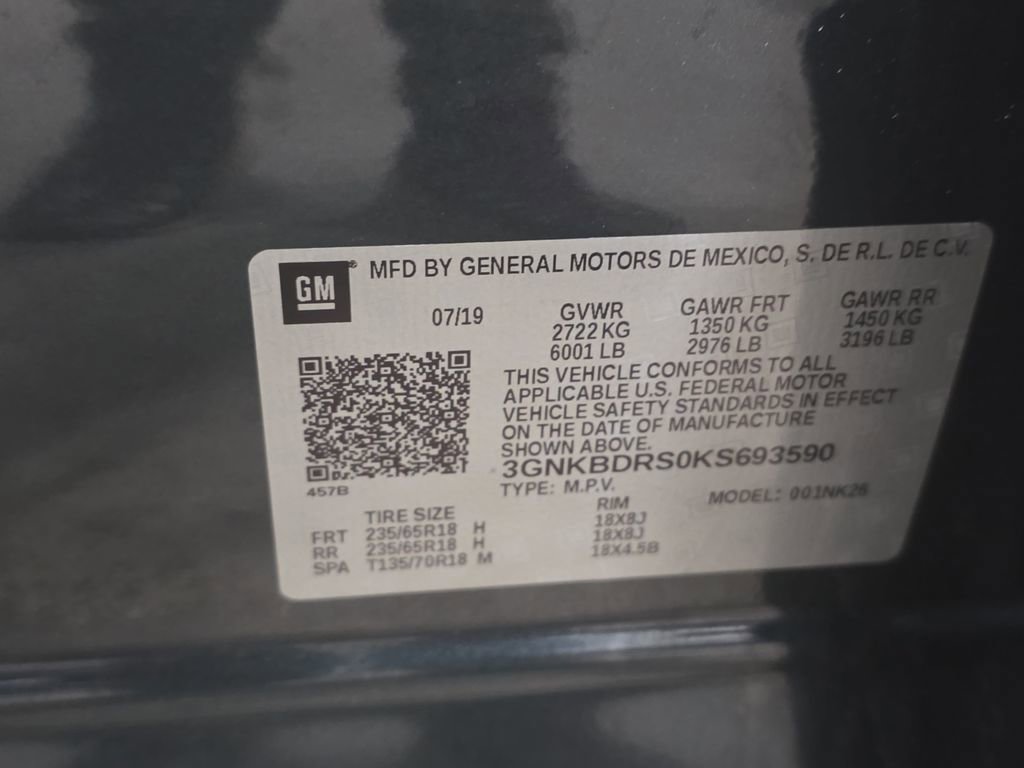 GM® MFD BY GENERAL MOTORS DE MEXICO, S. DE R.L. DE C.V.
07/19 GVWR GAWR FRT GAWR RR
2722 KG 1350 KG 1450 KG
6001 LB 2976 LB 3196 LB
THIS VEHICLE CONFORMS TO ALL
APPLICABLE U.S. FEDERAL MOTOR
VEHICLE SAFETY STANDARDS IN EFFECT
ON THE DATE OF MANUFACTURE
SHOWN ABOVE.
3GNKBDRS0KS693590
457B TYPE: M.P.V. MODEL: 001NK26
TIRE SIZE RIM
FRT 235/65R18 H 18X8J
RR 235/65R18 H 18X8J
SPA T135/70R18 M 18X4.5B